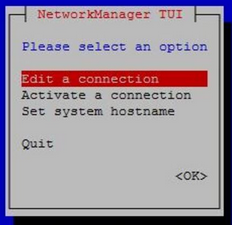 NetworkManager TUI
Please select an option
Edit a connection
Activate a connection
Set system hostname
Quit
<OK>